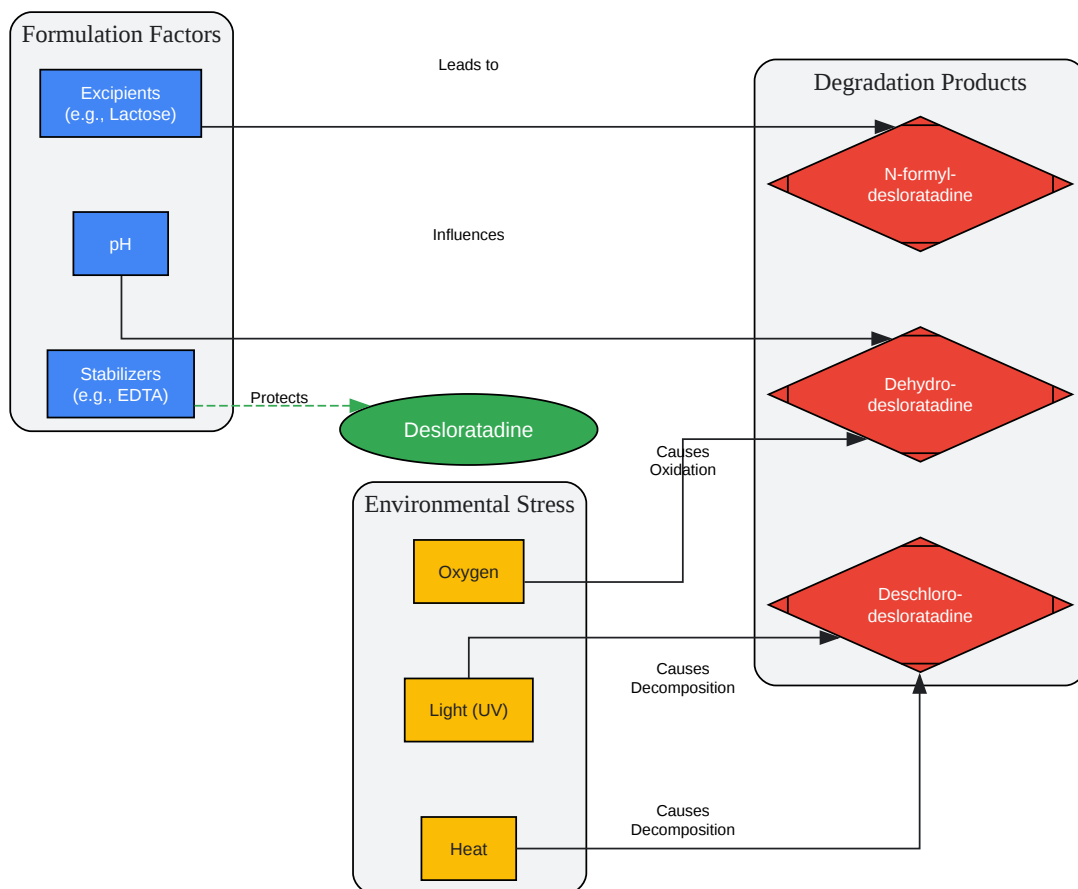 Formulation Factors
Excipients
(e.g., Lactose)
Leads to
Degradation Products
N-formyl-
desloratadine
pH
Influences
Stabilizers
(e.g., EDTA)
Protects
Desloratadine
Dehydro-
desloratadine
Causes
Oxidation
Environmental Stress
Oxygen
Deschloro-
desloratadine
Light (UV)
Causes
Decomposition
Heat
Causes
Decomposition